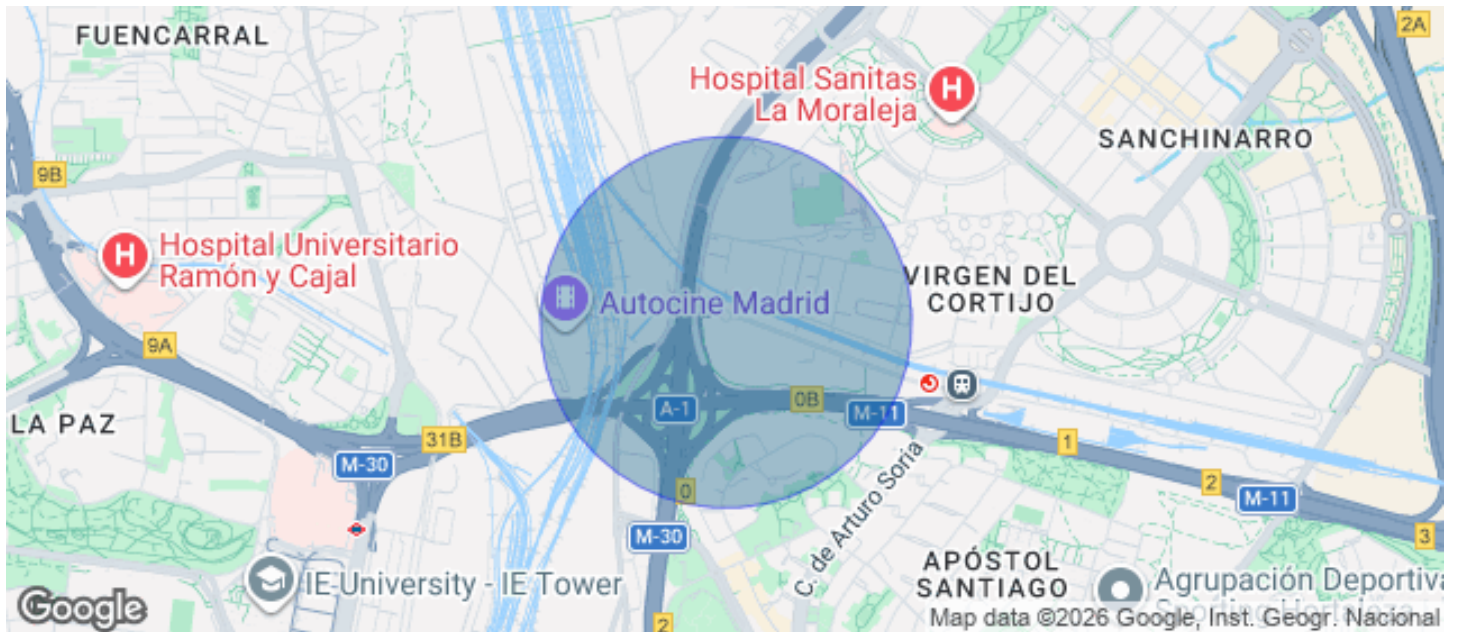 FUENCARRAL
2A
Hospital Sanitas
La Moraleja
H
SANCHINARRO
9B
H
Hospital Universitario
Ramón y Cajal
VIRGEN DEL
CORTIJO
Autocine Madrid
9A
0B
A-1
M-11
LA PAZ
31B
1
M-30
2
M-11
0
C. de Arturo Soria
M-30
3
APÓSTOL
SANTIAGO
IE University - IE Tower
Agrupación Deportiva
Sporting Hortaleza
2
Google
Map data ©2026 Google, Inst. Geogr. Nacional